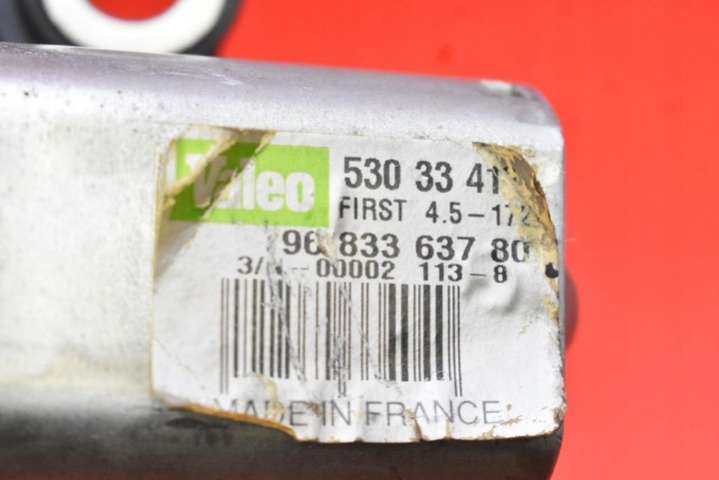 Valeo
530 33 41
FIRST 4.5-172
96 833 637 80
00002 113-8
MADE IN FRANCE